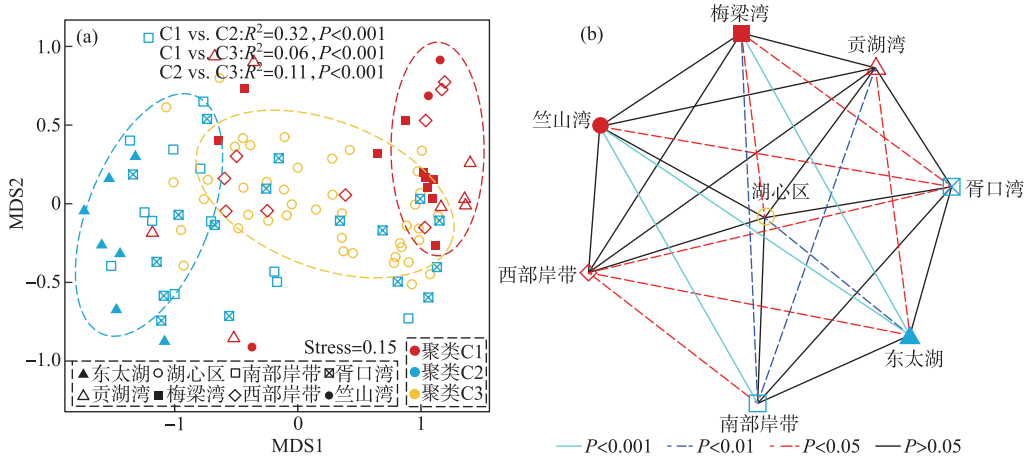 (a)
C1 vs. C2:R²=0.32, P<0.001
C1 vs. C3:R²=0.06, P<0.001
C2 vs. C3:R²=0.11, P<0.001
1.0
0.5
0
−0.5
−1.0
MDS2
Stress=0.15
东太湖 湖心区 南部岸带 胥口湾
贡湖湾 梅梁湾 西部岸带 竺山湾
聚类C1
聚类C2
聚类C3
−1 0 1
MDS1
(b)
梅梁湾
贡湖湾
竺山湾
湖心区
胥口湾
西部岸带
东太湖
南部岸带
P<0.001 P<0.01 P<0.05 P>0.05